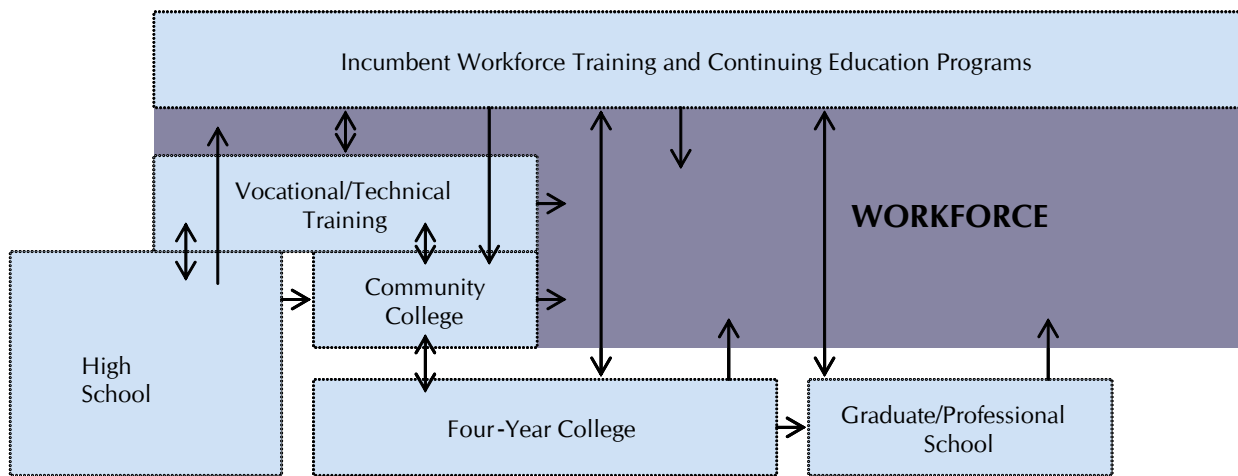 Incumbent Workforce Training and Continuing Education Programs
Vocational/Technical
Training
WORKFORCE
Community
College
High
School
Four-Year College
Graduate/Professional
School